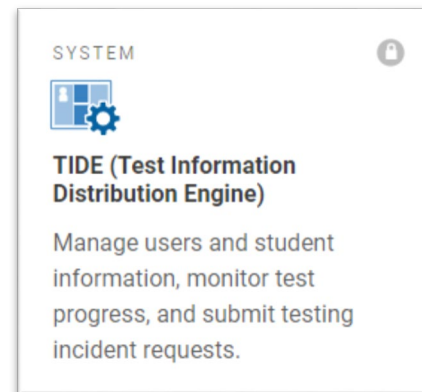 SYSTEM
TIDE (Test Information
Distribution Engine)
Manage users and student
information, monitor test
progress, and submit testing
incident requests.